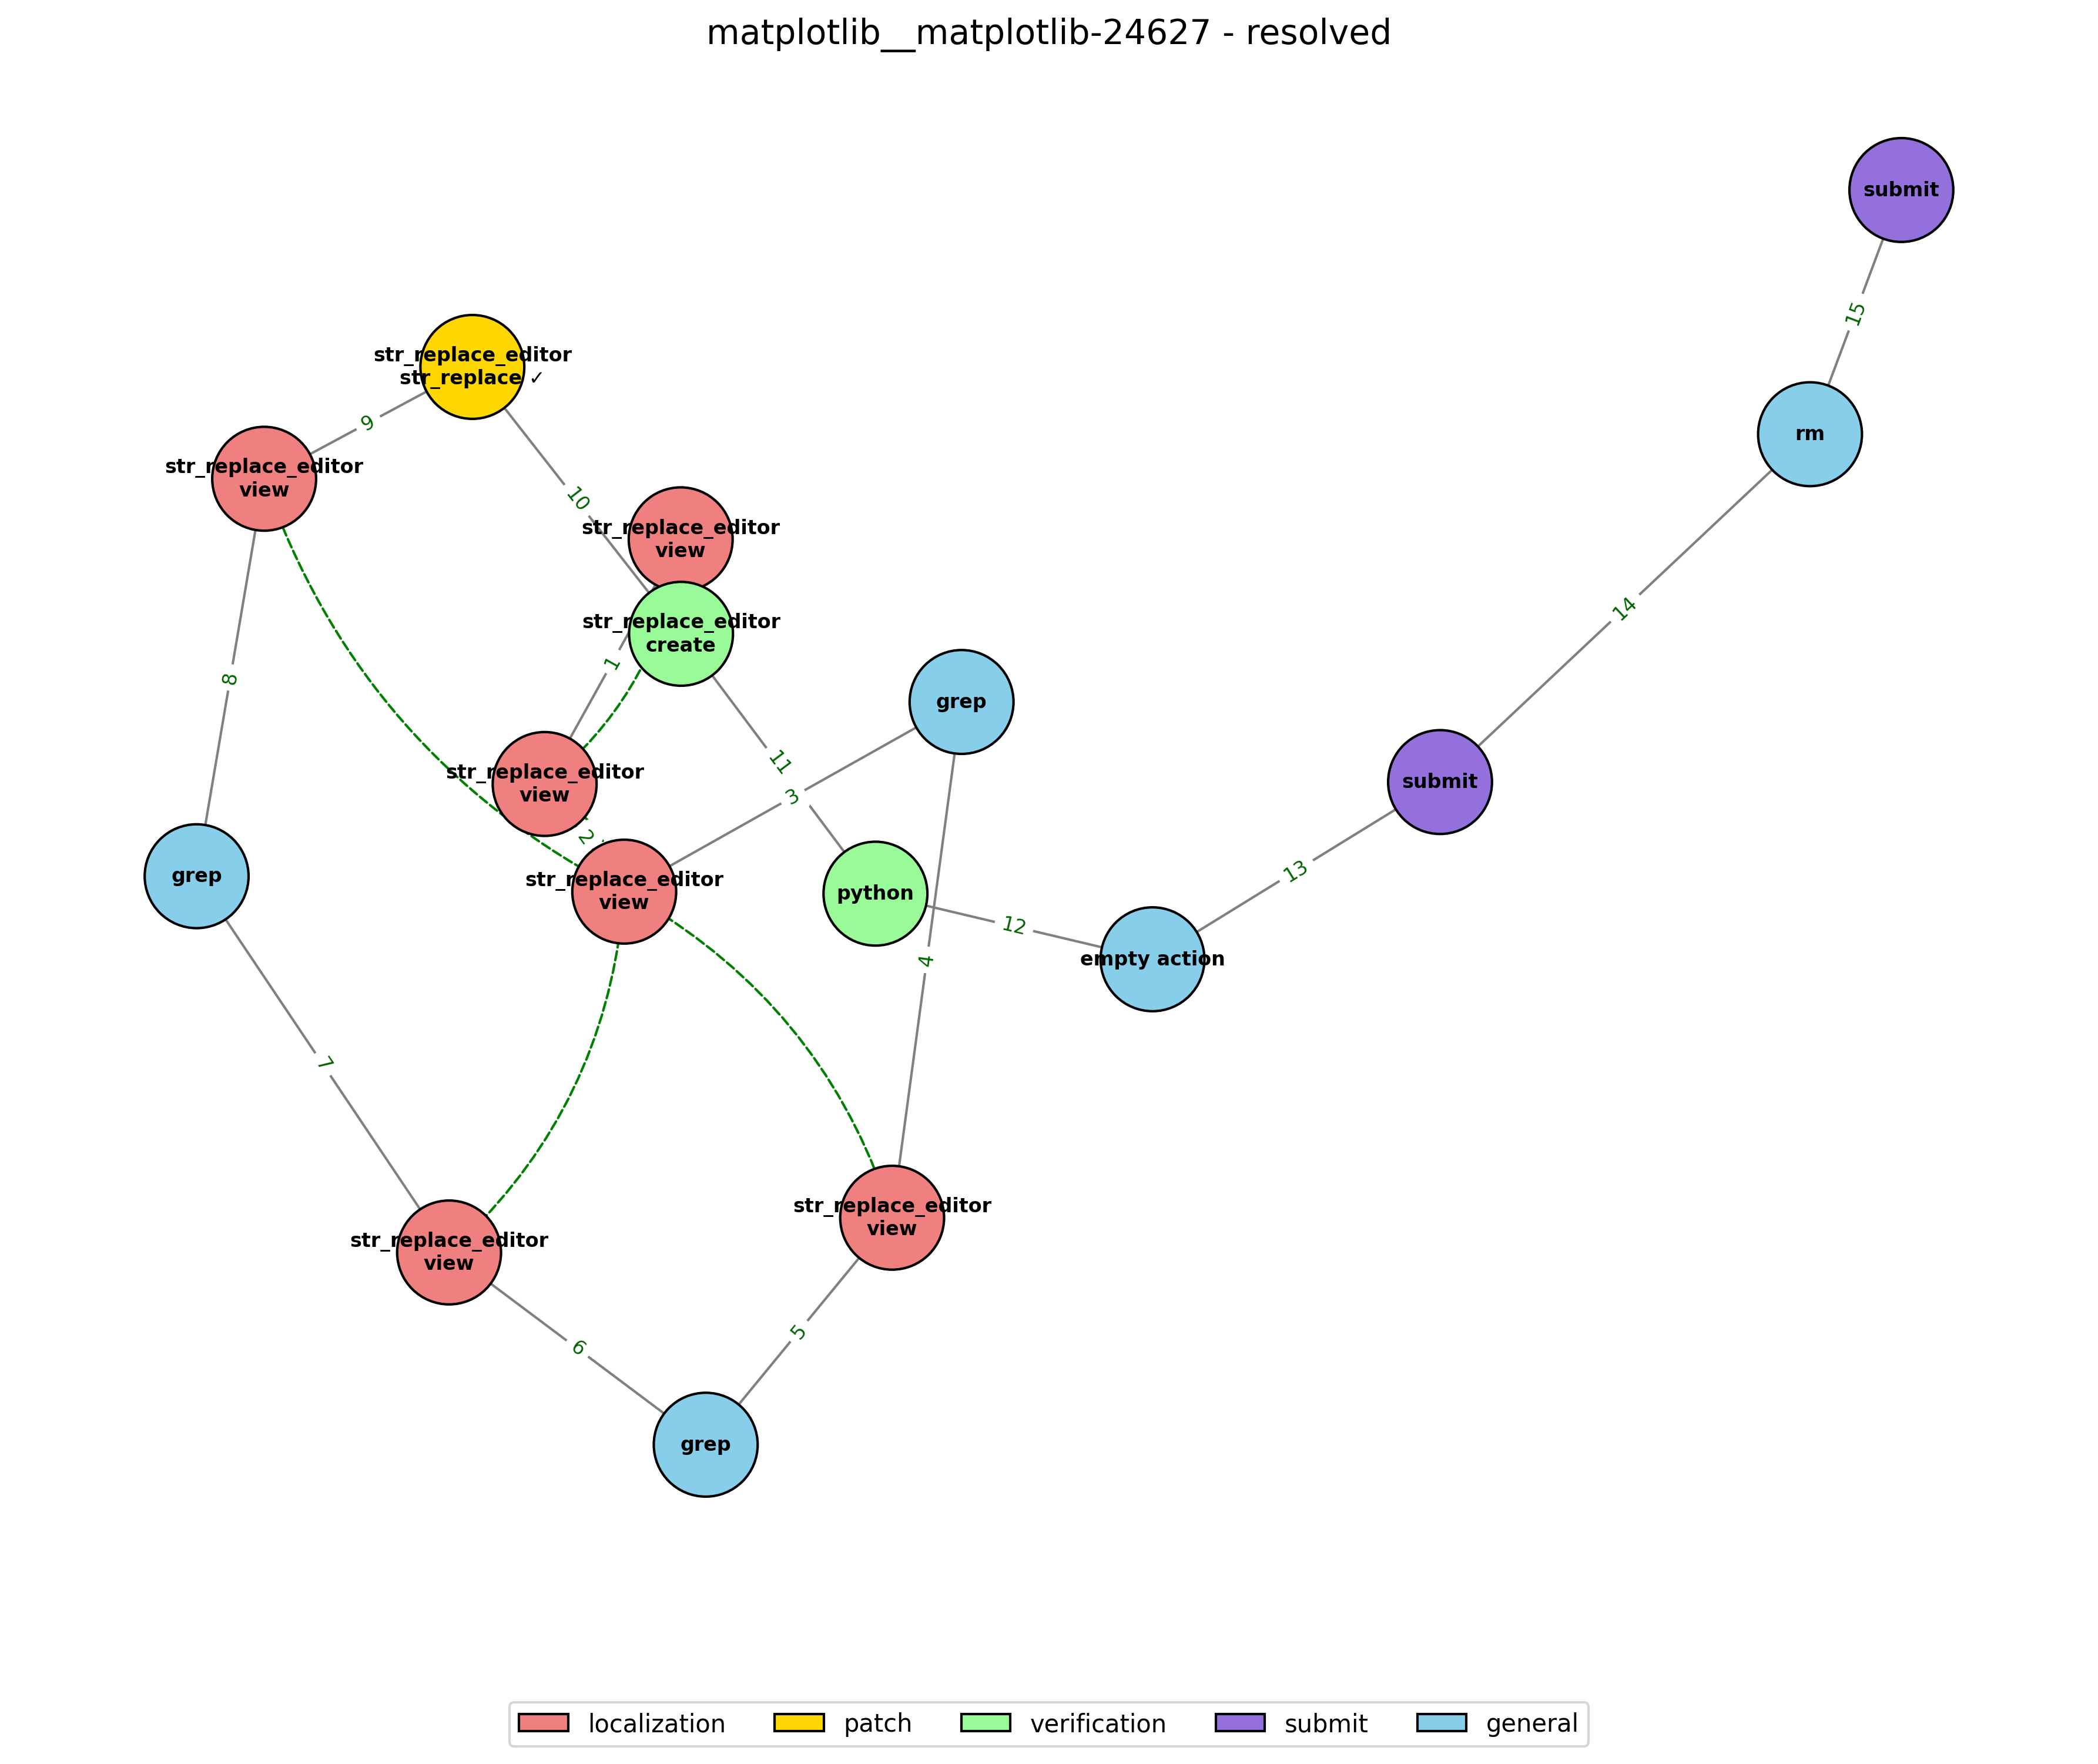 matplotlib__matplotlib-24627 - resolved
submit
15
str_replace_editor
str_replace ✓
rm
9
str_replace_editor
view
10
str_replace_editor
view
14
str_replace_editor
create
1
8
grep
11
str_replace_editor
view
3
submit
2
grep
str_replace_editor
view
python
13
12
empty action
4
7
str_replace_editor
view
str_replace_editor
view
5
6
grep
localization
patch
verification
submit
general